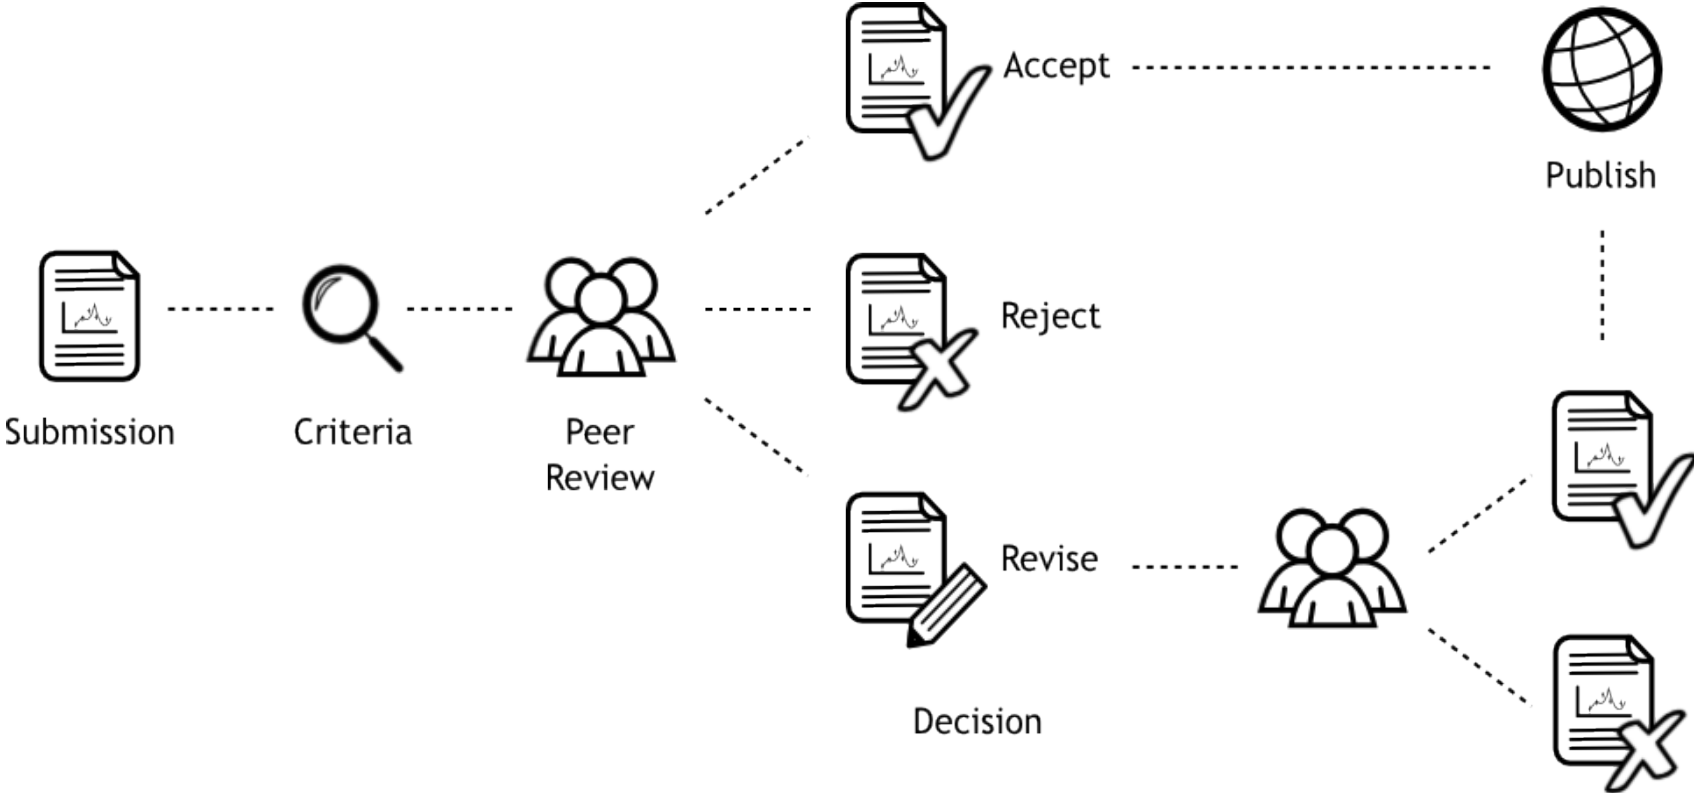 Accept
Publish
Submission
Criteria
Peer
Review
Reject
Revise
Decision